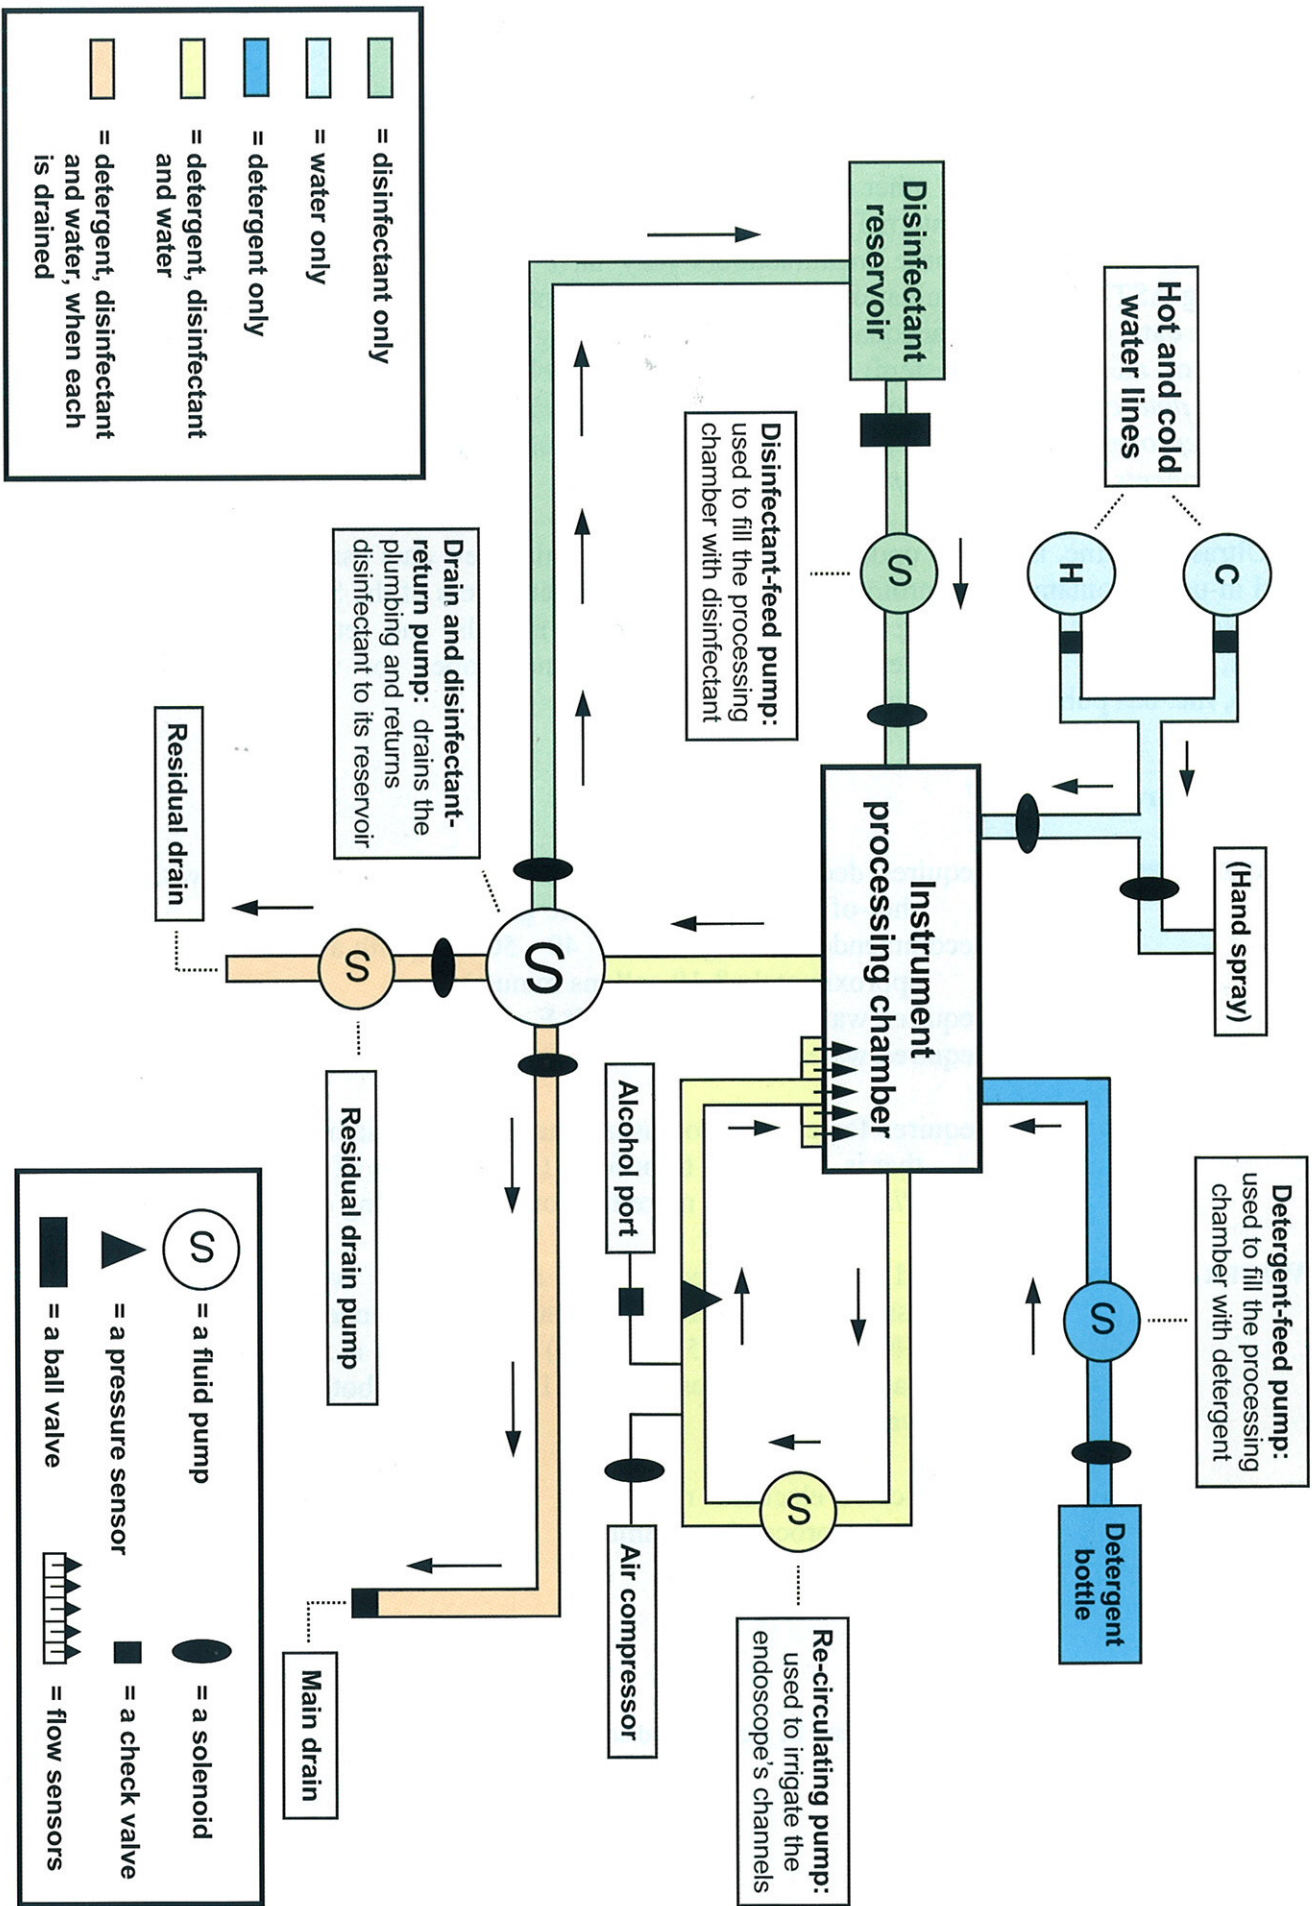 Hot and cold
water lines
C
H
(Hand spray)
Detergent-feed pump:
used to fill the processing
chamber with detergent
S
Detergent
bottle
Disinfectant
reservoir
S
Disinfectant-feed pump:
used to fill the processing
chamber with disinfectant
Instrument
processing chamber
Re-circulating pump:
used to irrigate the
endoscope's channels
S
Alcohol port
Air compressor
Drain and disinfectant-
return pump: drains the
plumbing and returns
disinfectant to its reservoir
S
Residual drain
S
Residual drain pump
Main drain
= disinfectant only
= water only
= detergent only
= detergent, disinfectant
and water
= detergent, disinfectant
and water, when each
is drained
S
= a fluid pump
= a pressure sensor
= a ball valve
= a solenoid
= a check valve
= flow sensors